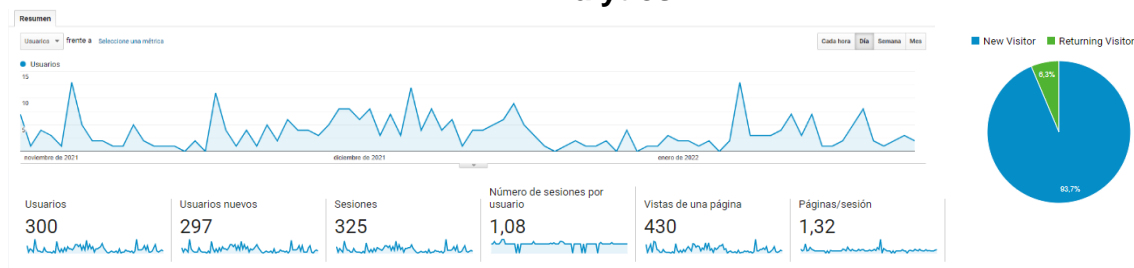 Resumen
Usuarios frente a Seleccione una métrica
Cada hora Día Semana Mes
Usuarios
15
10
5
noviembre de 2021 diciembre de 2021 enero de 2022
New Visitor Returning Visitor
6,3%
93,7%
Usuarios
300
Usuarios nuevos
297
Sesiones
325
Número de sesiones por
usuario
1,08
Vistas de una página
430
Páginas/sesión
1,32